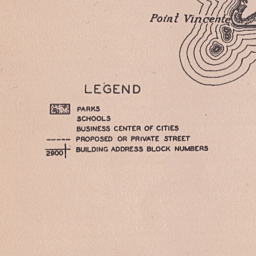 Point Vincente
LEGEND
PARKS
SCHOOLS
BUSINESS CENTER OF CITIES
PROPOSED OR PRIVATE STREET
2900 BUILDING ADDRESS BLOCK NUMBERS